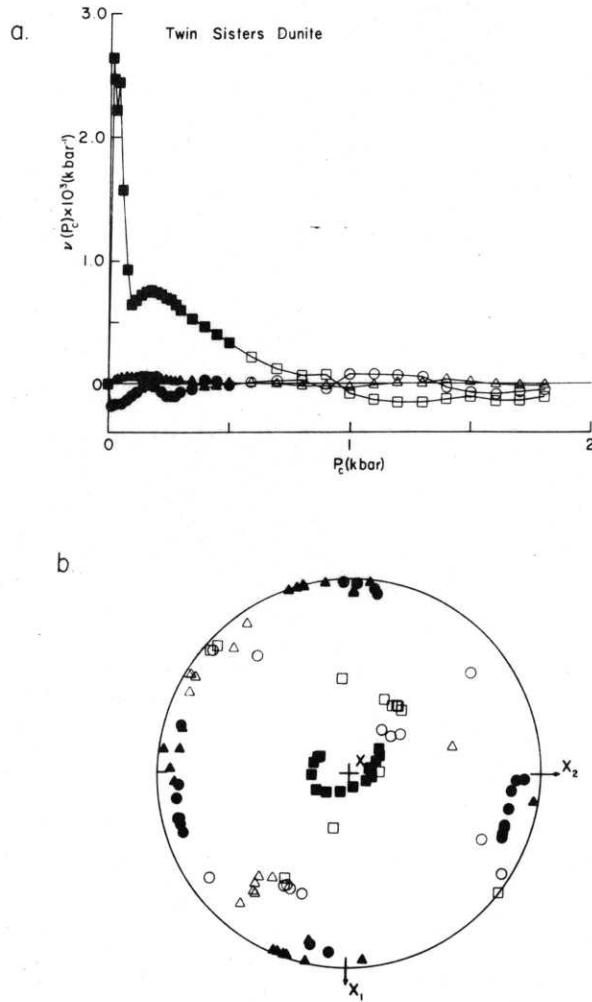 a.
Twin Sisters Dunite
3.0
2.0
1.0
0
ν(P_c)×10³(kbar⁻¹)
0
1
2
P_c(kbar)
b.
X
X₂
X₁